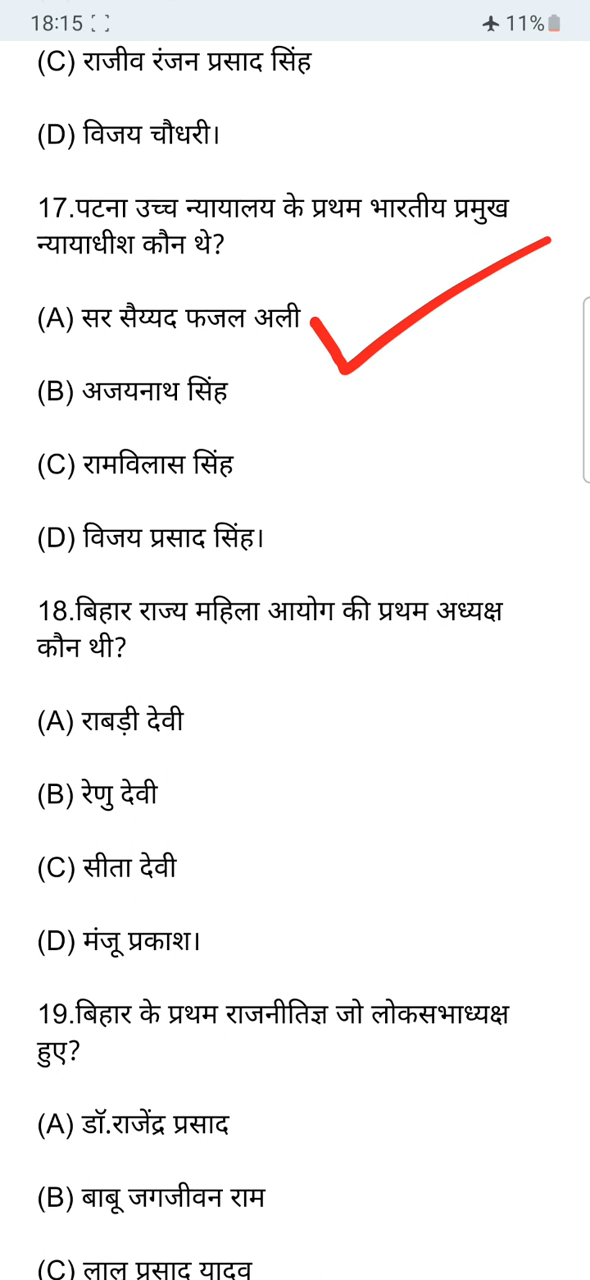 18:15
11%
(C) राजीव रंजन प्रसाद सिंह
(D) विजय चौधरी।
17.पटना उच्च न्यायालय के प्रथम भारतीय प्रमुख
न्यायाधीश कौन थे?
(A) सर सैय्यद फजल अली
(B) अजयनाथ सिंह
(C) रामविलास सिंह
(D) विजय प्रसाद सिंह।
18.बिहार राज्य महिला आयोग की प्रथम अध्यक्ष
कौन थी?
(A) राबड़ी देवी
(B) रेणु देवी
(C) सीता देवी
(D) मंजू प्रकाश।
19.बिहार के प्रथम राजनीतिज्ञ जो लोकसभाध्यक्ष
हुए?
(A) डॉ.राजेंद्र प्रसाद
(B) बाबू जगजीवन राम
(C) लाल प्रसाद यादव